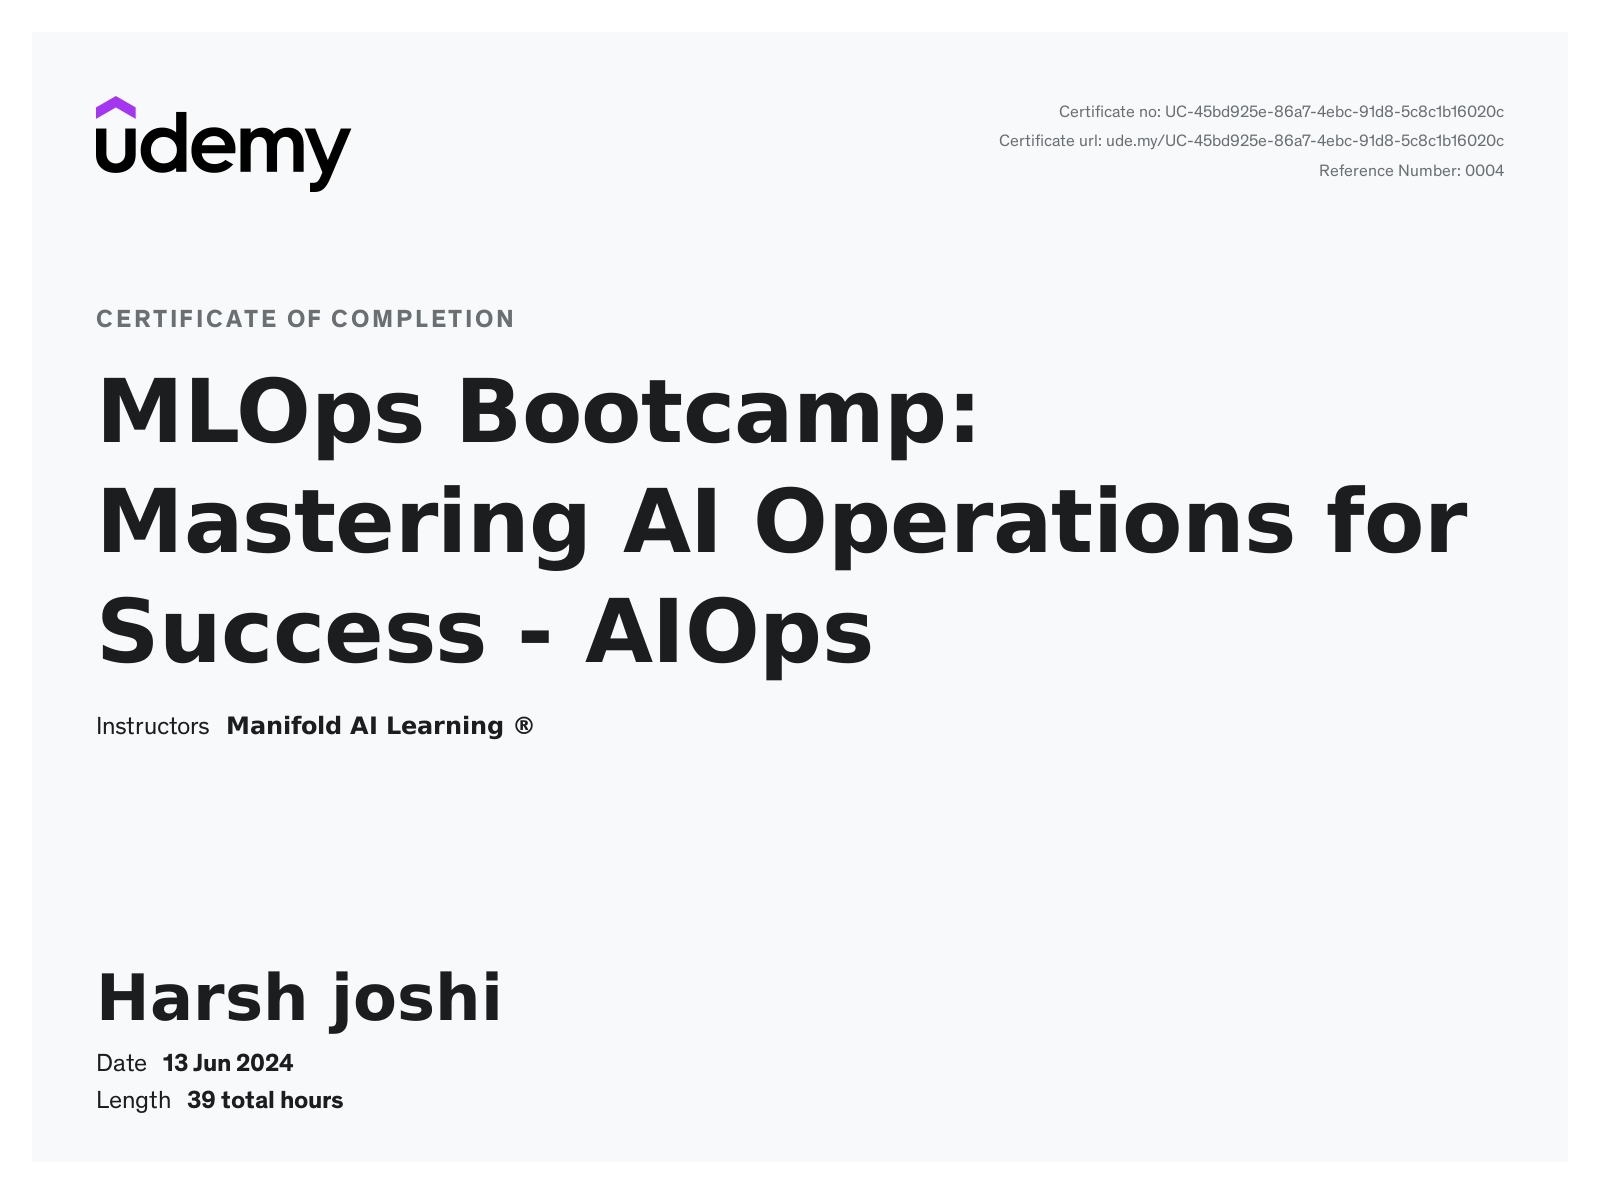 udemy
Certificate no: UC-45bd925e-86a7-4ebc-91d8-5c8c1b16020c
Certificate url: ude.my/UC-45bd925e-86a7-4ebc-91d8-5c8c1b16020c
Reference Number: 0004
CERTIFICATE OF COMPLETION
MLOps Bootcamp:
Mastering AI Operations for
Success - AIOps
Instructors Manifold AI Learning ®
Harsh joshi
Date 13 Jun 2024
Length 39 total hours